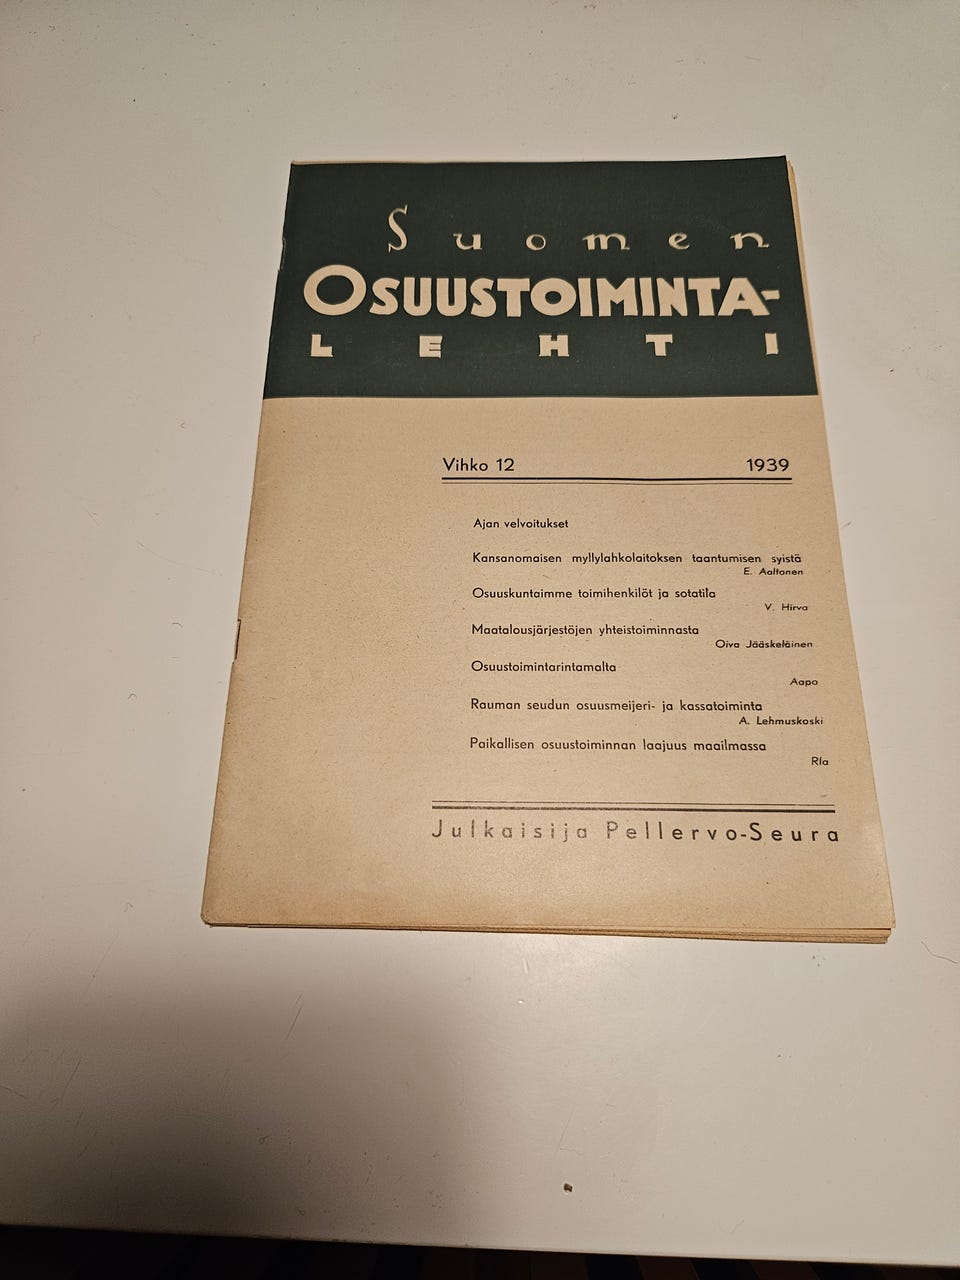 Suomen
OSUUSTOIMINTA-
LEHTI
Vihko 12 1939
Ajan velvoitukset
Kansanomaisen myllylahkolaitoksen taantumisen syistä
E. Aaltonen
Osuuskuntaimme toimihenkilöt ja sotatila
V. Hirva
Maatalousjärjestöjen yhteistoiminnasta
Oiva Jääskeläinen
Osuustoimintarintamalta
Aapo
Rauman seudun osuusmeijeri- ja kassatoiminta
A. Lehmuskoski
Paikallisen osuustoiminnan laajuus maailmassa
Rla
Julkaisija Pellervo-Seura